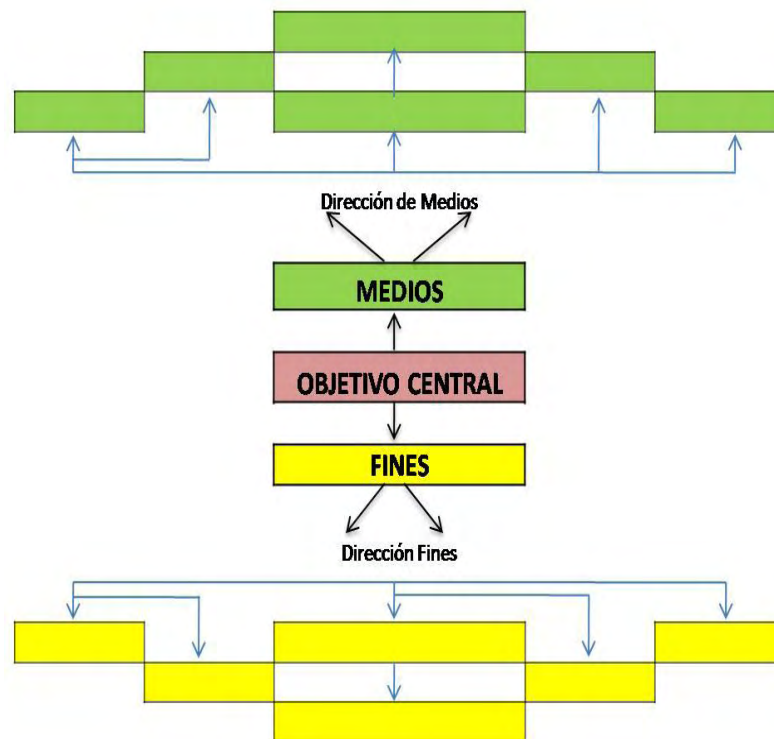 Dirección de Medios
MEDIOS
OBJETIVO CENTRAL
FINES
Dirección Fines